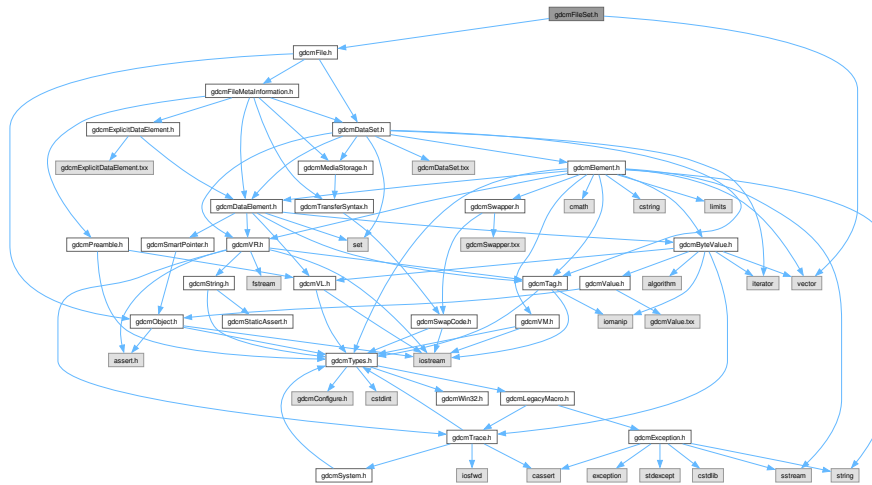 gdcmFileSet.h
gdcmFile.h
gdcmFileMetaInformation.h
gdcmExplicitDataElement.h
gdcmDataSet.h
gdcmExplicitDataElement.txx
gdcmMediaStorage.h
gdcmDataSet.txx
gdcmElement.h
gdcmDataElement.h
gdcmTransferSyntax.h
gdcmSwapper.h
cmath
cstring
limits
gdcmPreamble.h
gdcmSmartPointer.h
gdcmVR.h
set
gdcmSwapper.txx
gdcmByteValue.h
gdcmString.h
fstream
gdcmVL.h
gdcmTag.h
gdcmValue.h
algorithm
iterator
vector
gdcmObject.h
gdcmStaticAssert.h
gdcmSwapCode.h
gdcmVM.h
iomanip
gdcmValue.txx
assert.h
gdcmTypes.h
iostream
gdcmConfigure.h
cstdint
gdcmWin32.h
gdcmLegacyMacro.h
gdcmTrace.h
gdcmException.h
gdcmSystem.h
iosfwd
cassert
exception
stdexcept
cstdlib
sstream
string